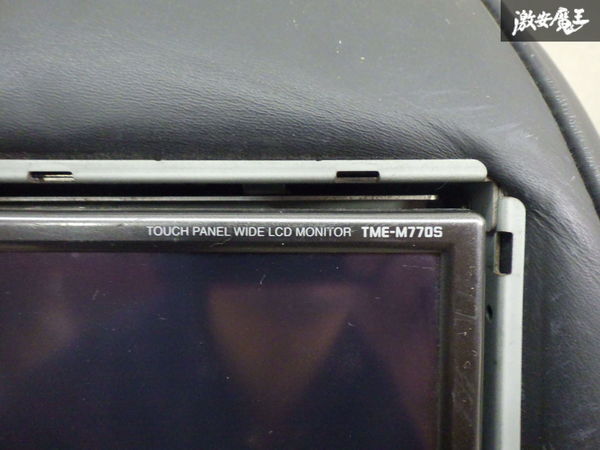 激安魔王
TOUCH PANEL WIDE LCD MONITOR TME-M770S